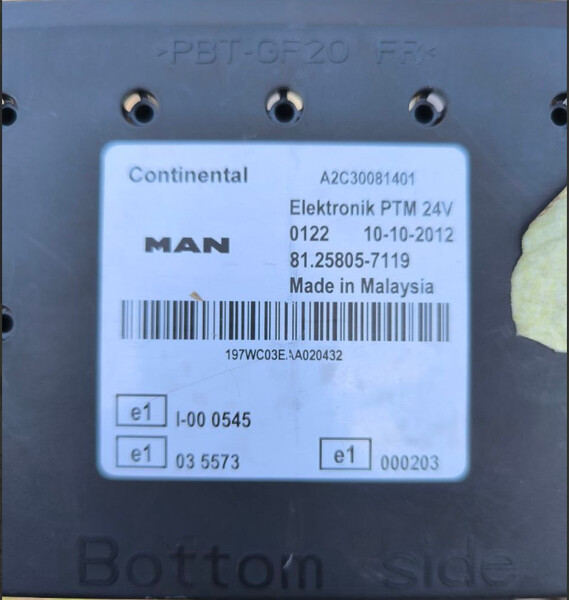 >PBT-GF20 FR<
Continental A2C30081401
Elektronik PTM 24V
0122 10-10-2012
MAN
81.25805-7119
Made in Malaysia
197WC03E.AA020432
e1 I-00 0545
e1 03 5573 e1 000203
Bottom side